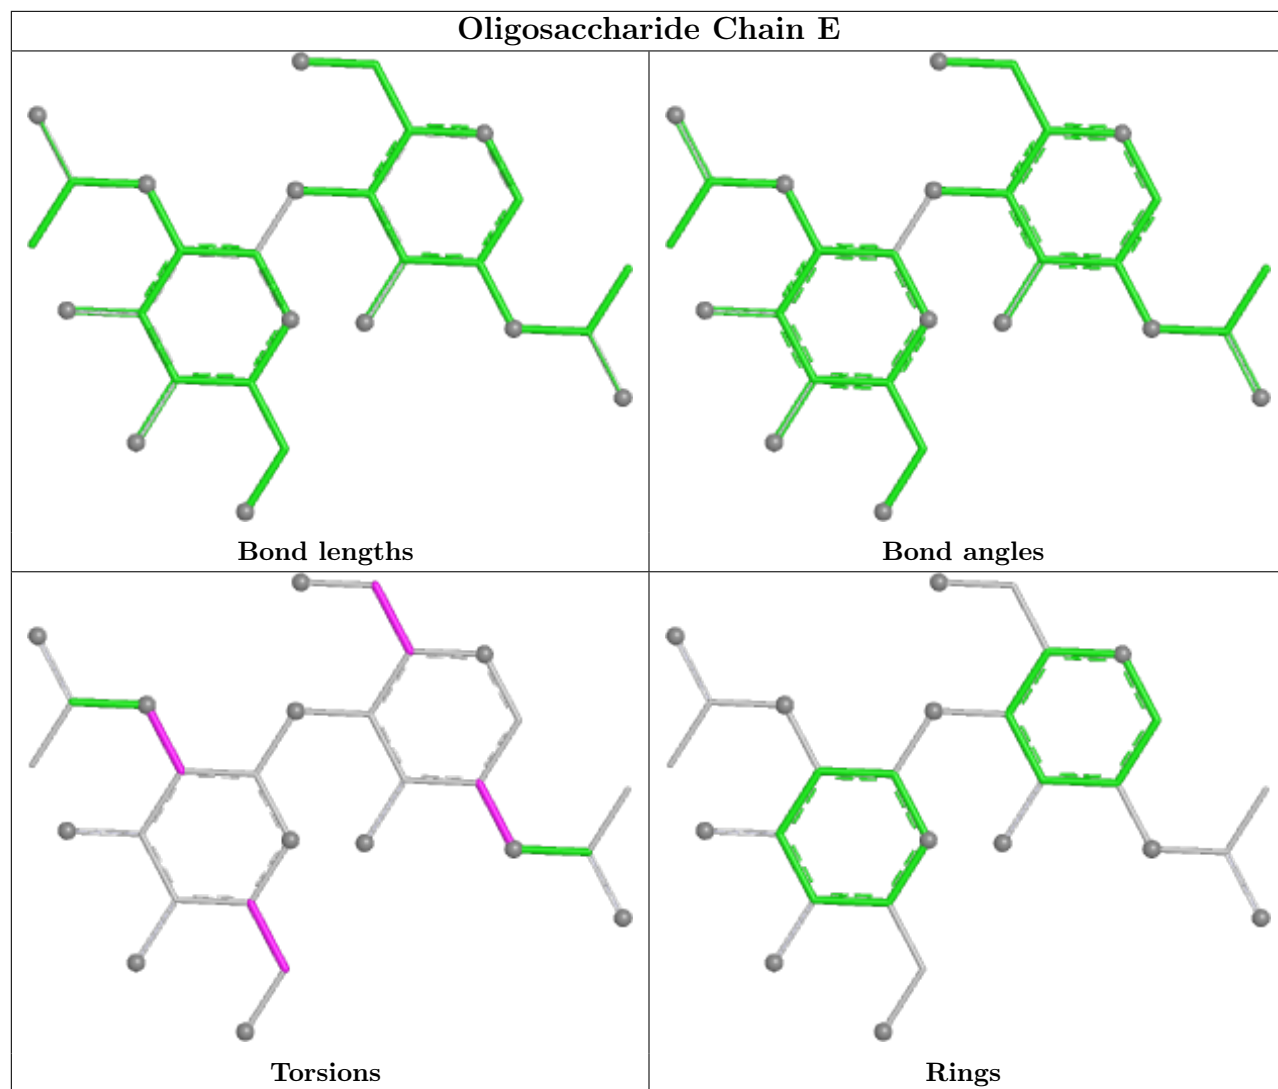 Oligosaccharide Chain E
Bond lengths
Bond angles
Torsions
Rings